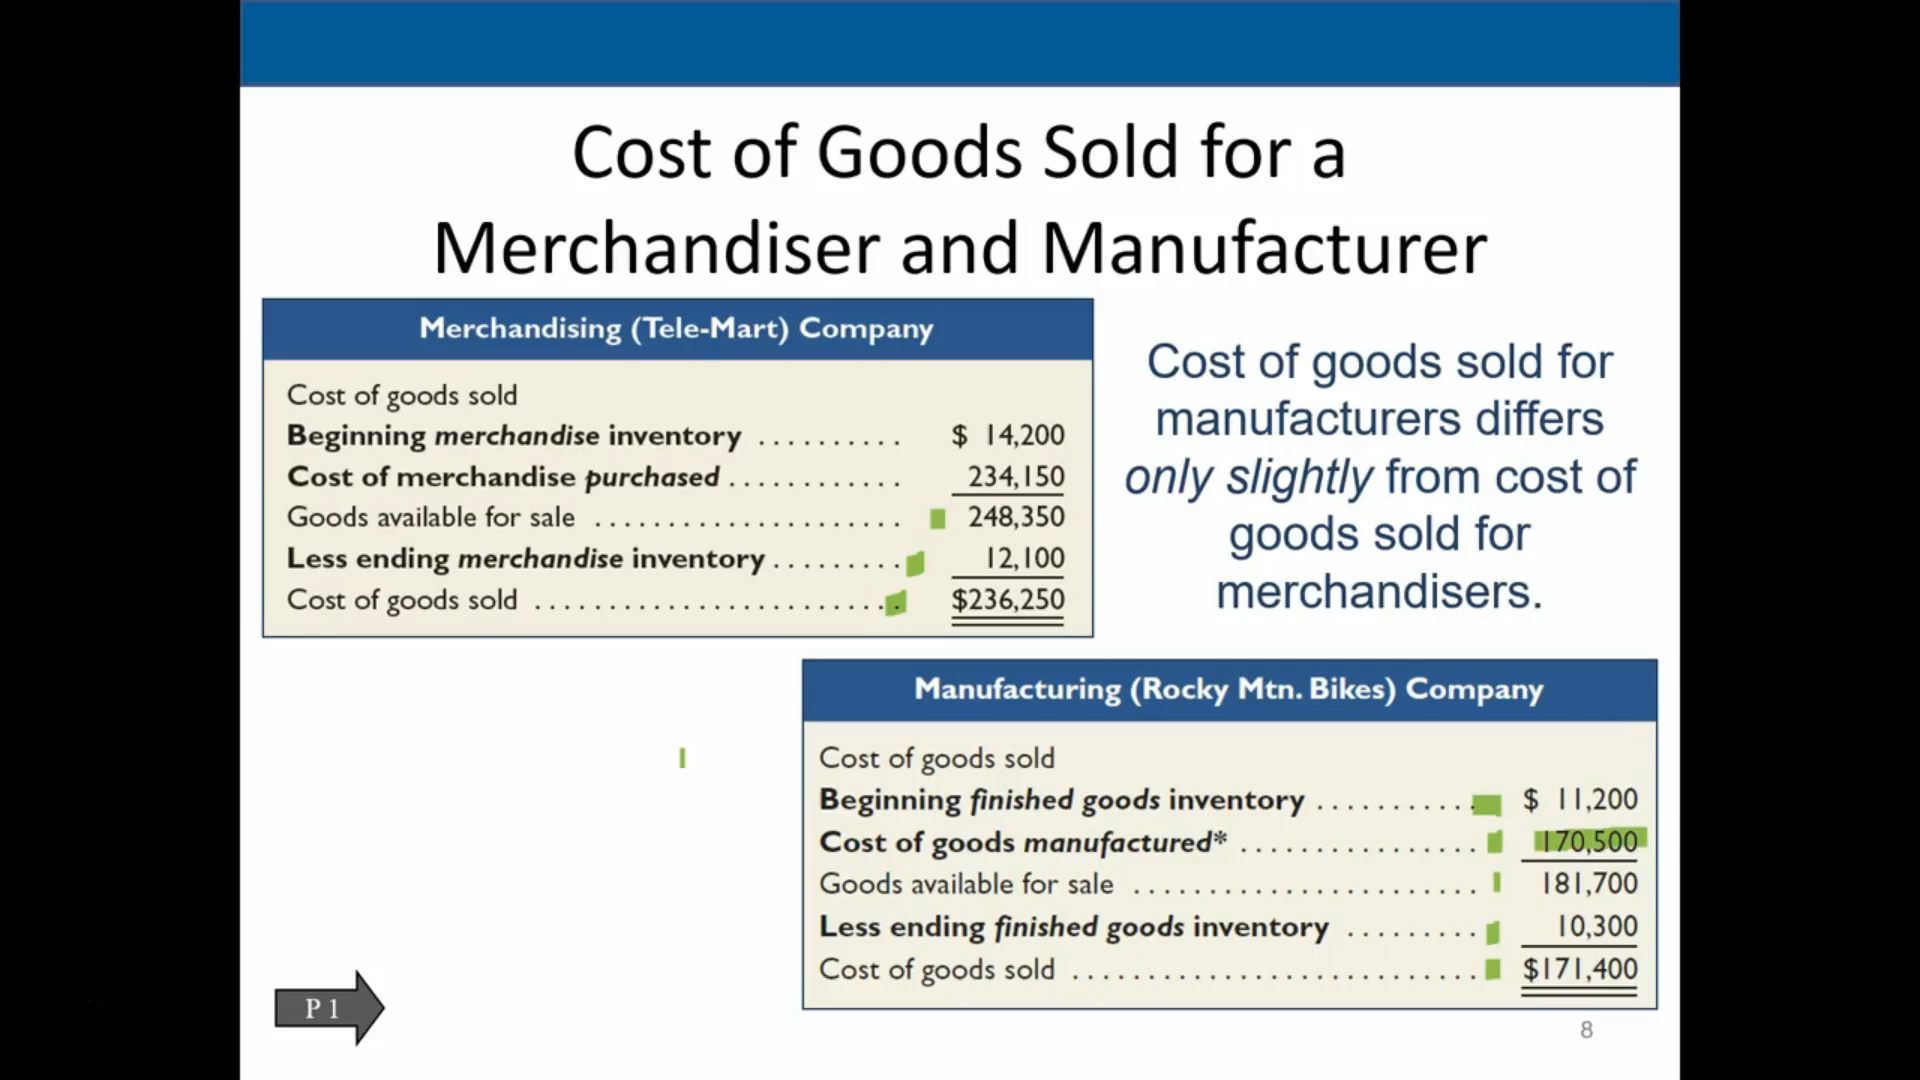 Cost of Goods Sold for a
Merchandiser and Manufacturer
Merchandising (Tele-Mart) Company
Cost of goods sold
Beginning merchandise inventory .......... $ 14,200
Cost of merchandise purchased ............ 234,150
Goods available for sale ..................... 248,350
Less ending merchandise inventory ......... 12,100
Cost of goods sold ......................... $236,250
Cost of goods sold for
manufacturers differs
only slightly from cost of
goods sold for
merchandisers.
Manufacturing (Rocky Mtn. Bikes) Company
Cost of goods sold
Beginning finished goods inventory ........... $ 11,200
Cost of goods manufactured* ................ 170,500
Goods available for sale ........................ 181,700
Less ending finished goods inventory ......... 10,300
Cost of goods sold ............................ $171,400
P 1
8